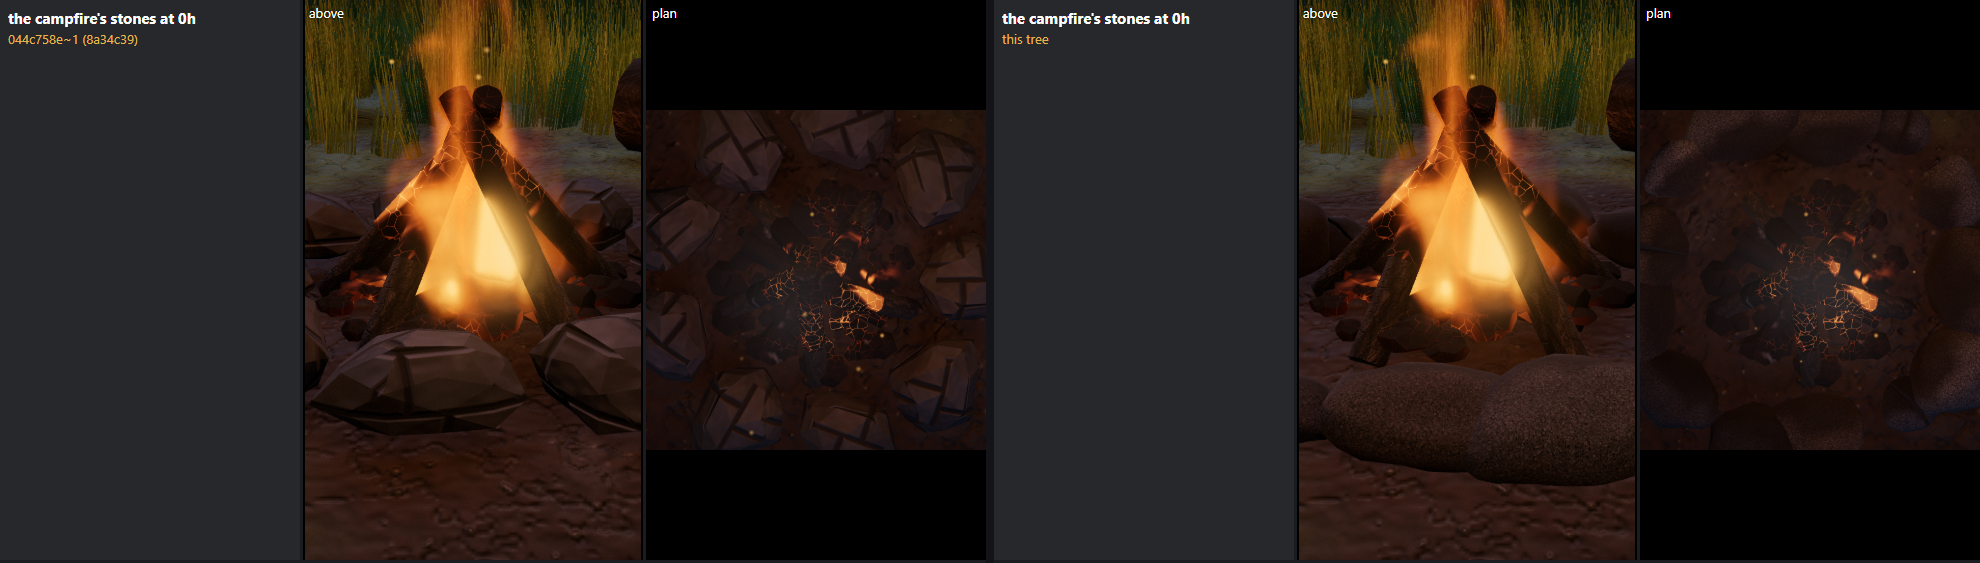 the campfire's stones at 0h
044c758e~1 (8a34c39)
above
plan
the campfire's stones at 0h
this tree
above
plan